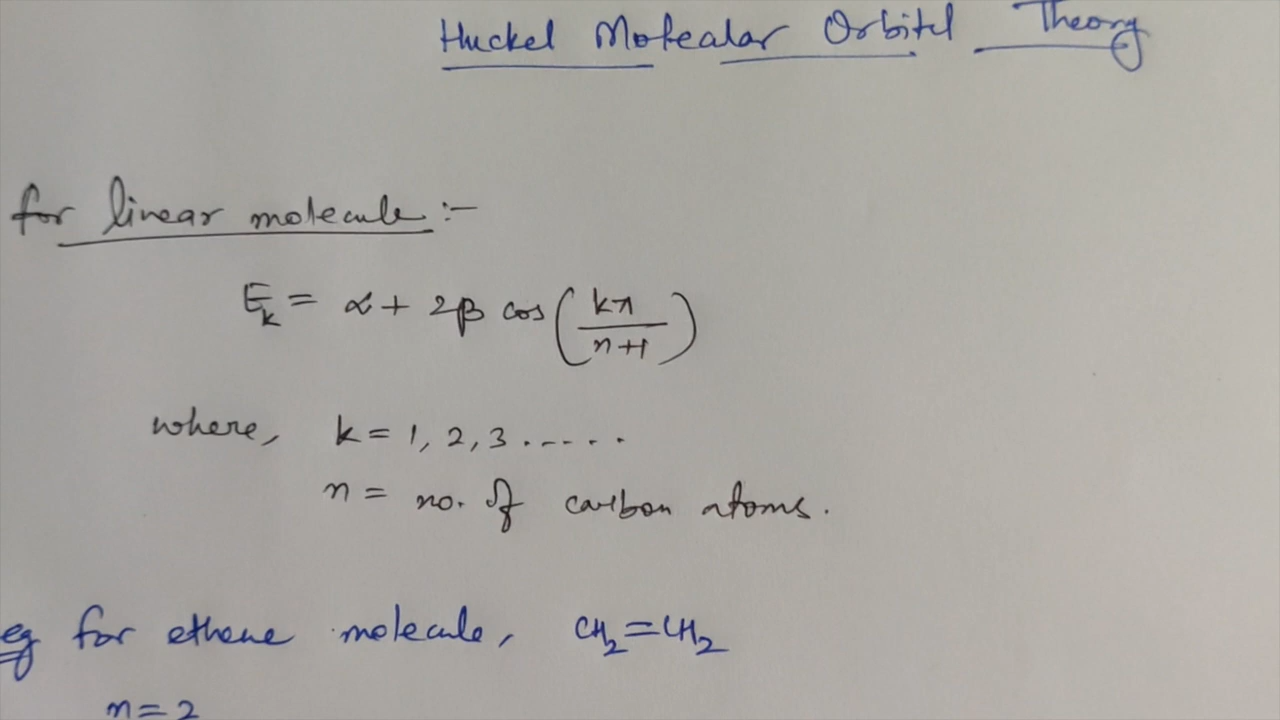 Huckel Molecular Orbital Theory
for linear molecule :-
E_k = α + 2β cos(kπ/(n+1))
where, k = 1, 2, 3 .....
n = no. of carbon atoms.
eg for ethene molecule, CH₂=CH₂
n = 2